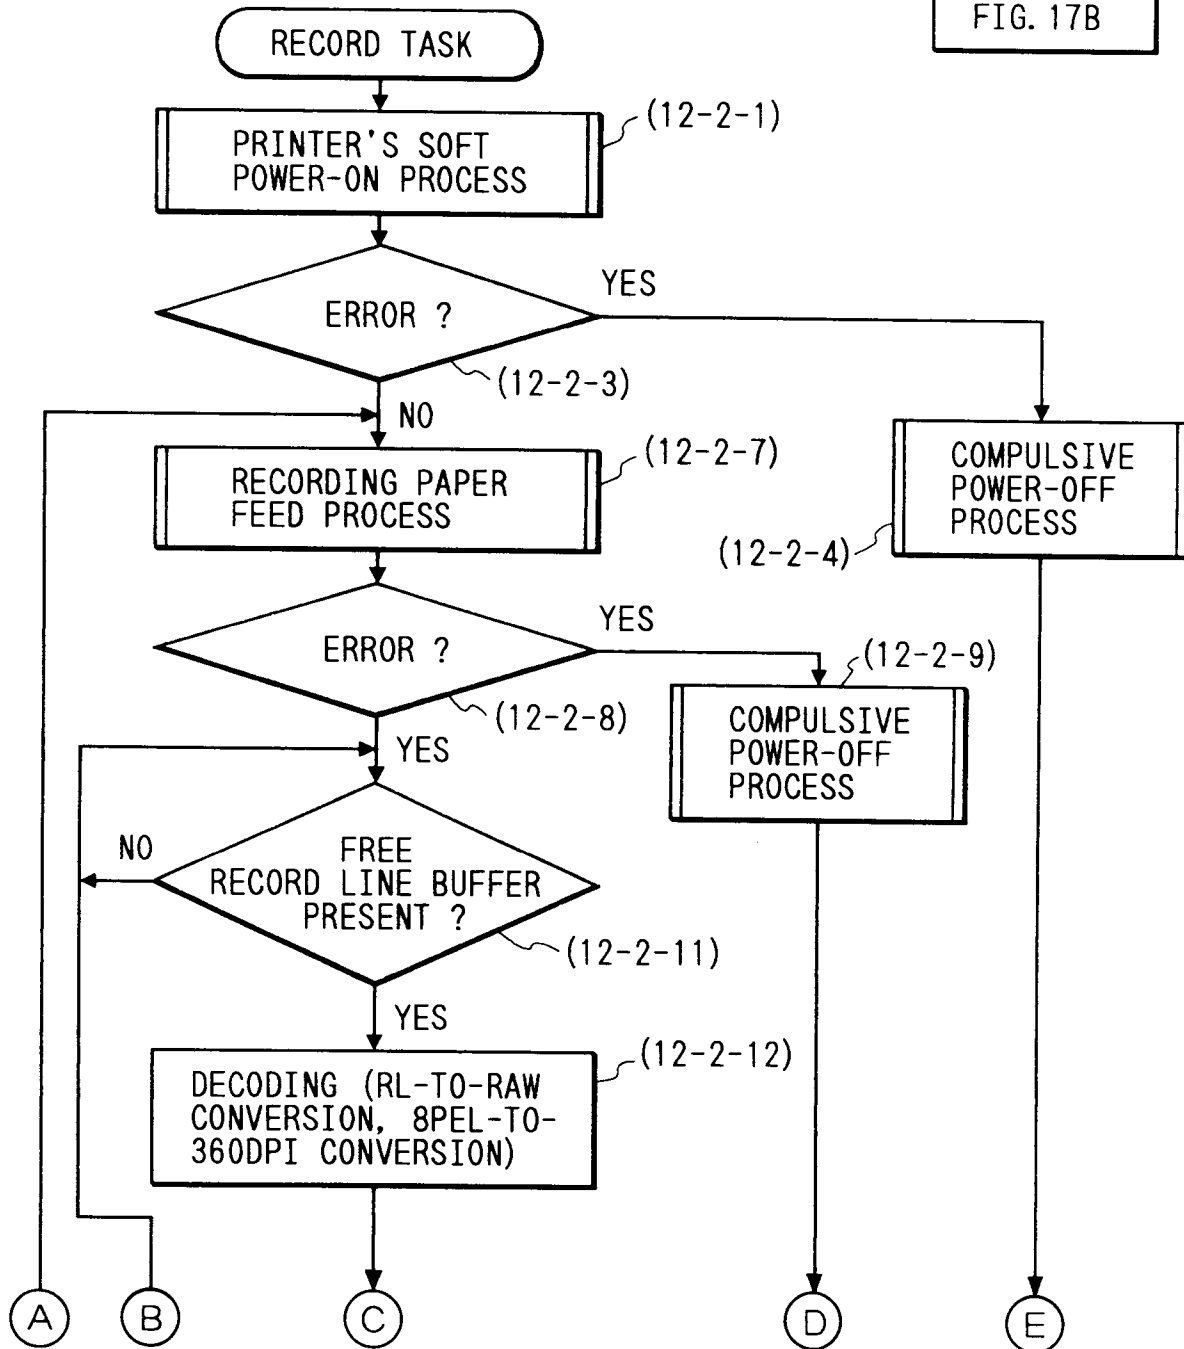 FIG. 17B
RECORD TASK
(12-2-1)
PRINTER'S SOFT
POWER-ON PROCESS
YES
ERROR ?
(12-2-3)
NO
(12-2-7)
RECORDING PAPER
FEED PROCESS
COMPULSIVE
POWER-OFF
PROCESS
(12-2-4)
YES
ERROR ?
(12-2-9)
(12-2-8)
COMPULSIVE
POWER-OFF
PROCESS
YES
NO
FREE
RECORD LINE BUFFER
PRESENT ?
(12-2-11)
YES
(12-2-12)
DECODING (RL-TO-RAW
CONVERSION, 8PEL-TO-
360DPI CONVERSION)
A
B
C
D
E